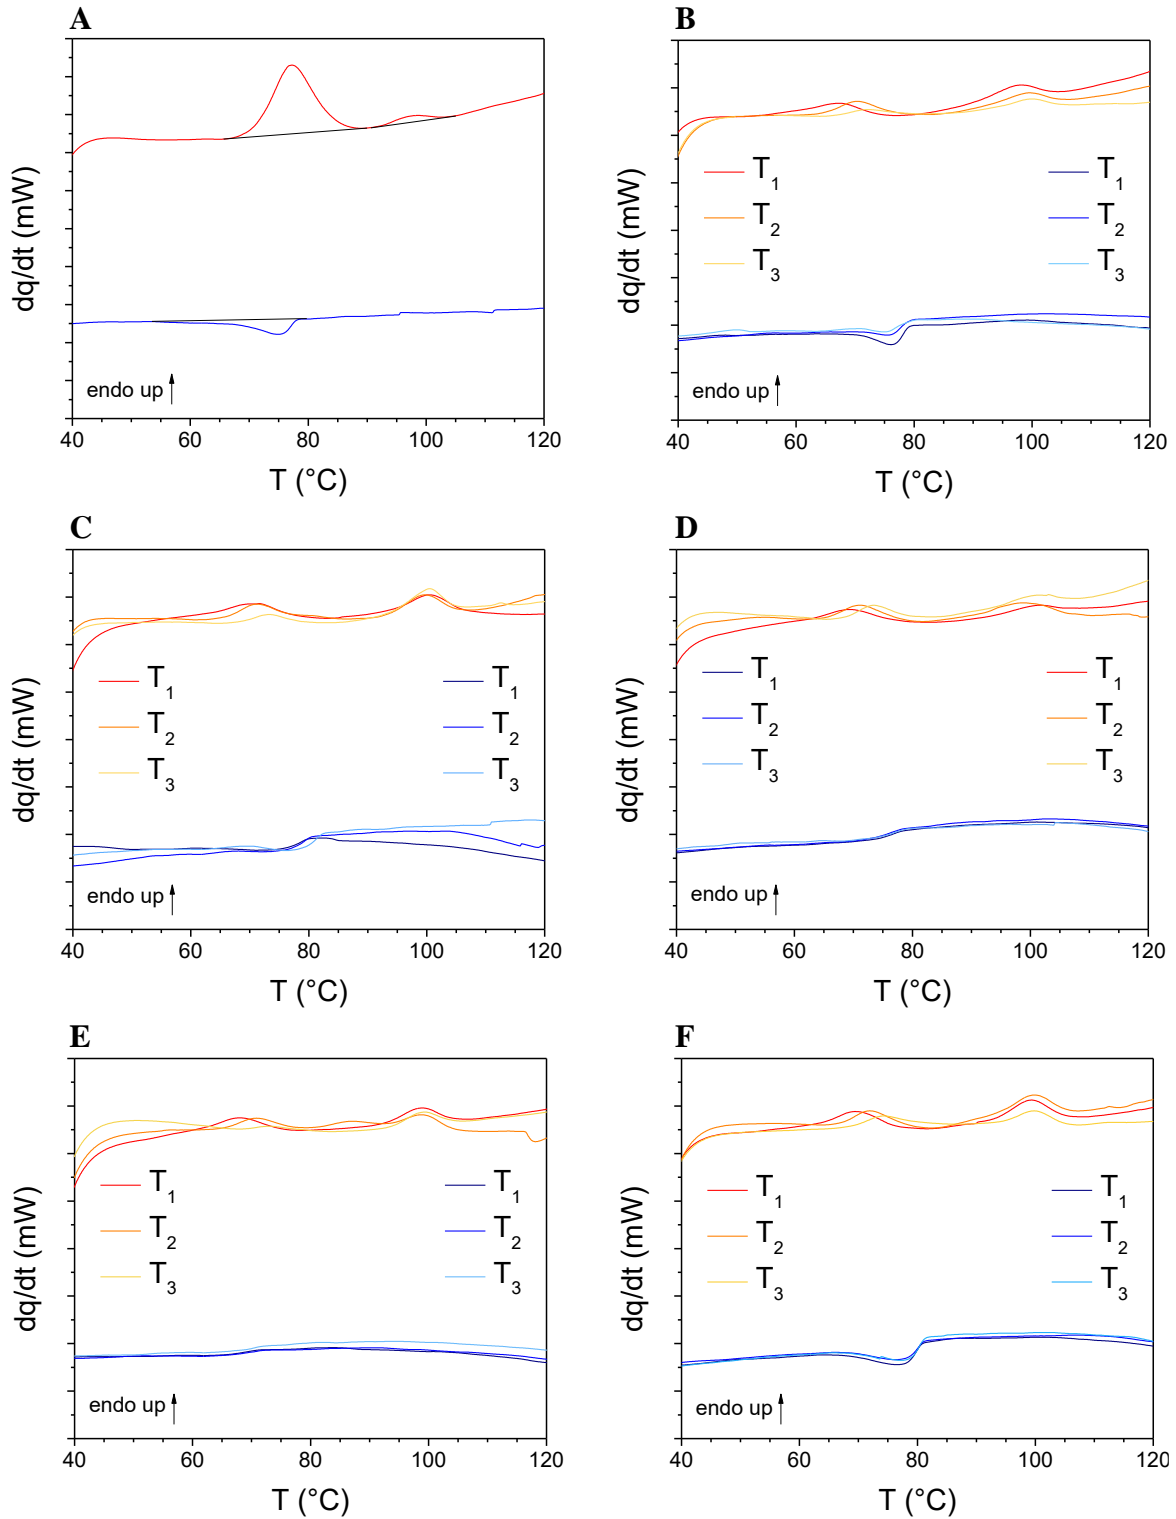 A
dq/dt (mW)
endo up
40 60 80 100 120
T (°C)
B
dq/dt (mW)
T1 T1
T2 T2
T3 T3
endo up
40 60 80 100 120
T (°C)
C
dq/dt (mW)
T1 T1
T2 T2
T3 T3
endo up
40 60 80 100 120
T (°C)
D
dq/dt (mW)
T1 T1
T2 T2
T3 T3
endo up
40 60 80 100 120
T (°C)
E
dq/dt (mW)
T1 T1
T2 T2
T3 T3
endo up
40 60 80 100 120
T (°C)
F
dq/dt (mW)
T1 T1
T2 T2
T3 T3
endo up
40 60 80 100 120
T (°C)